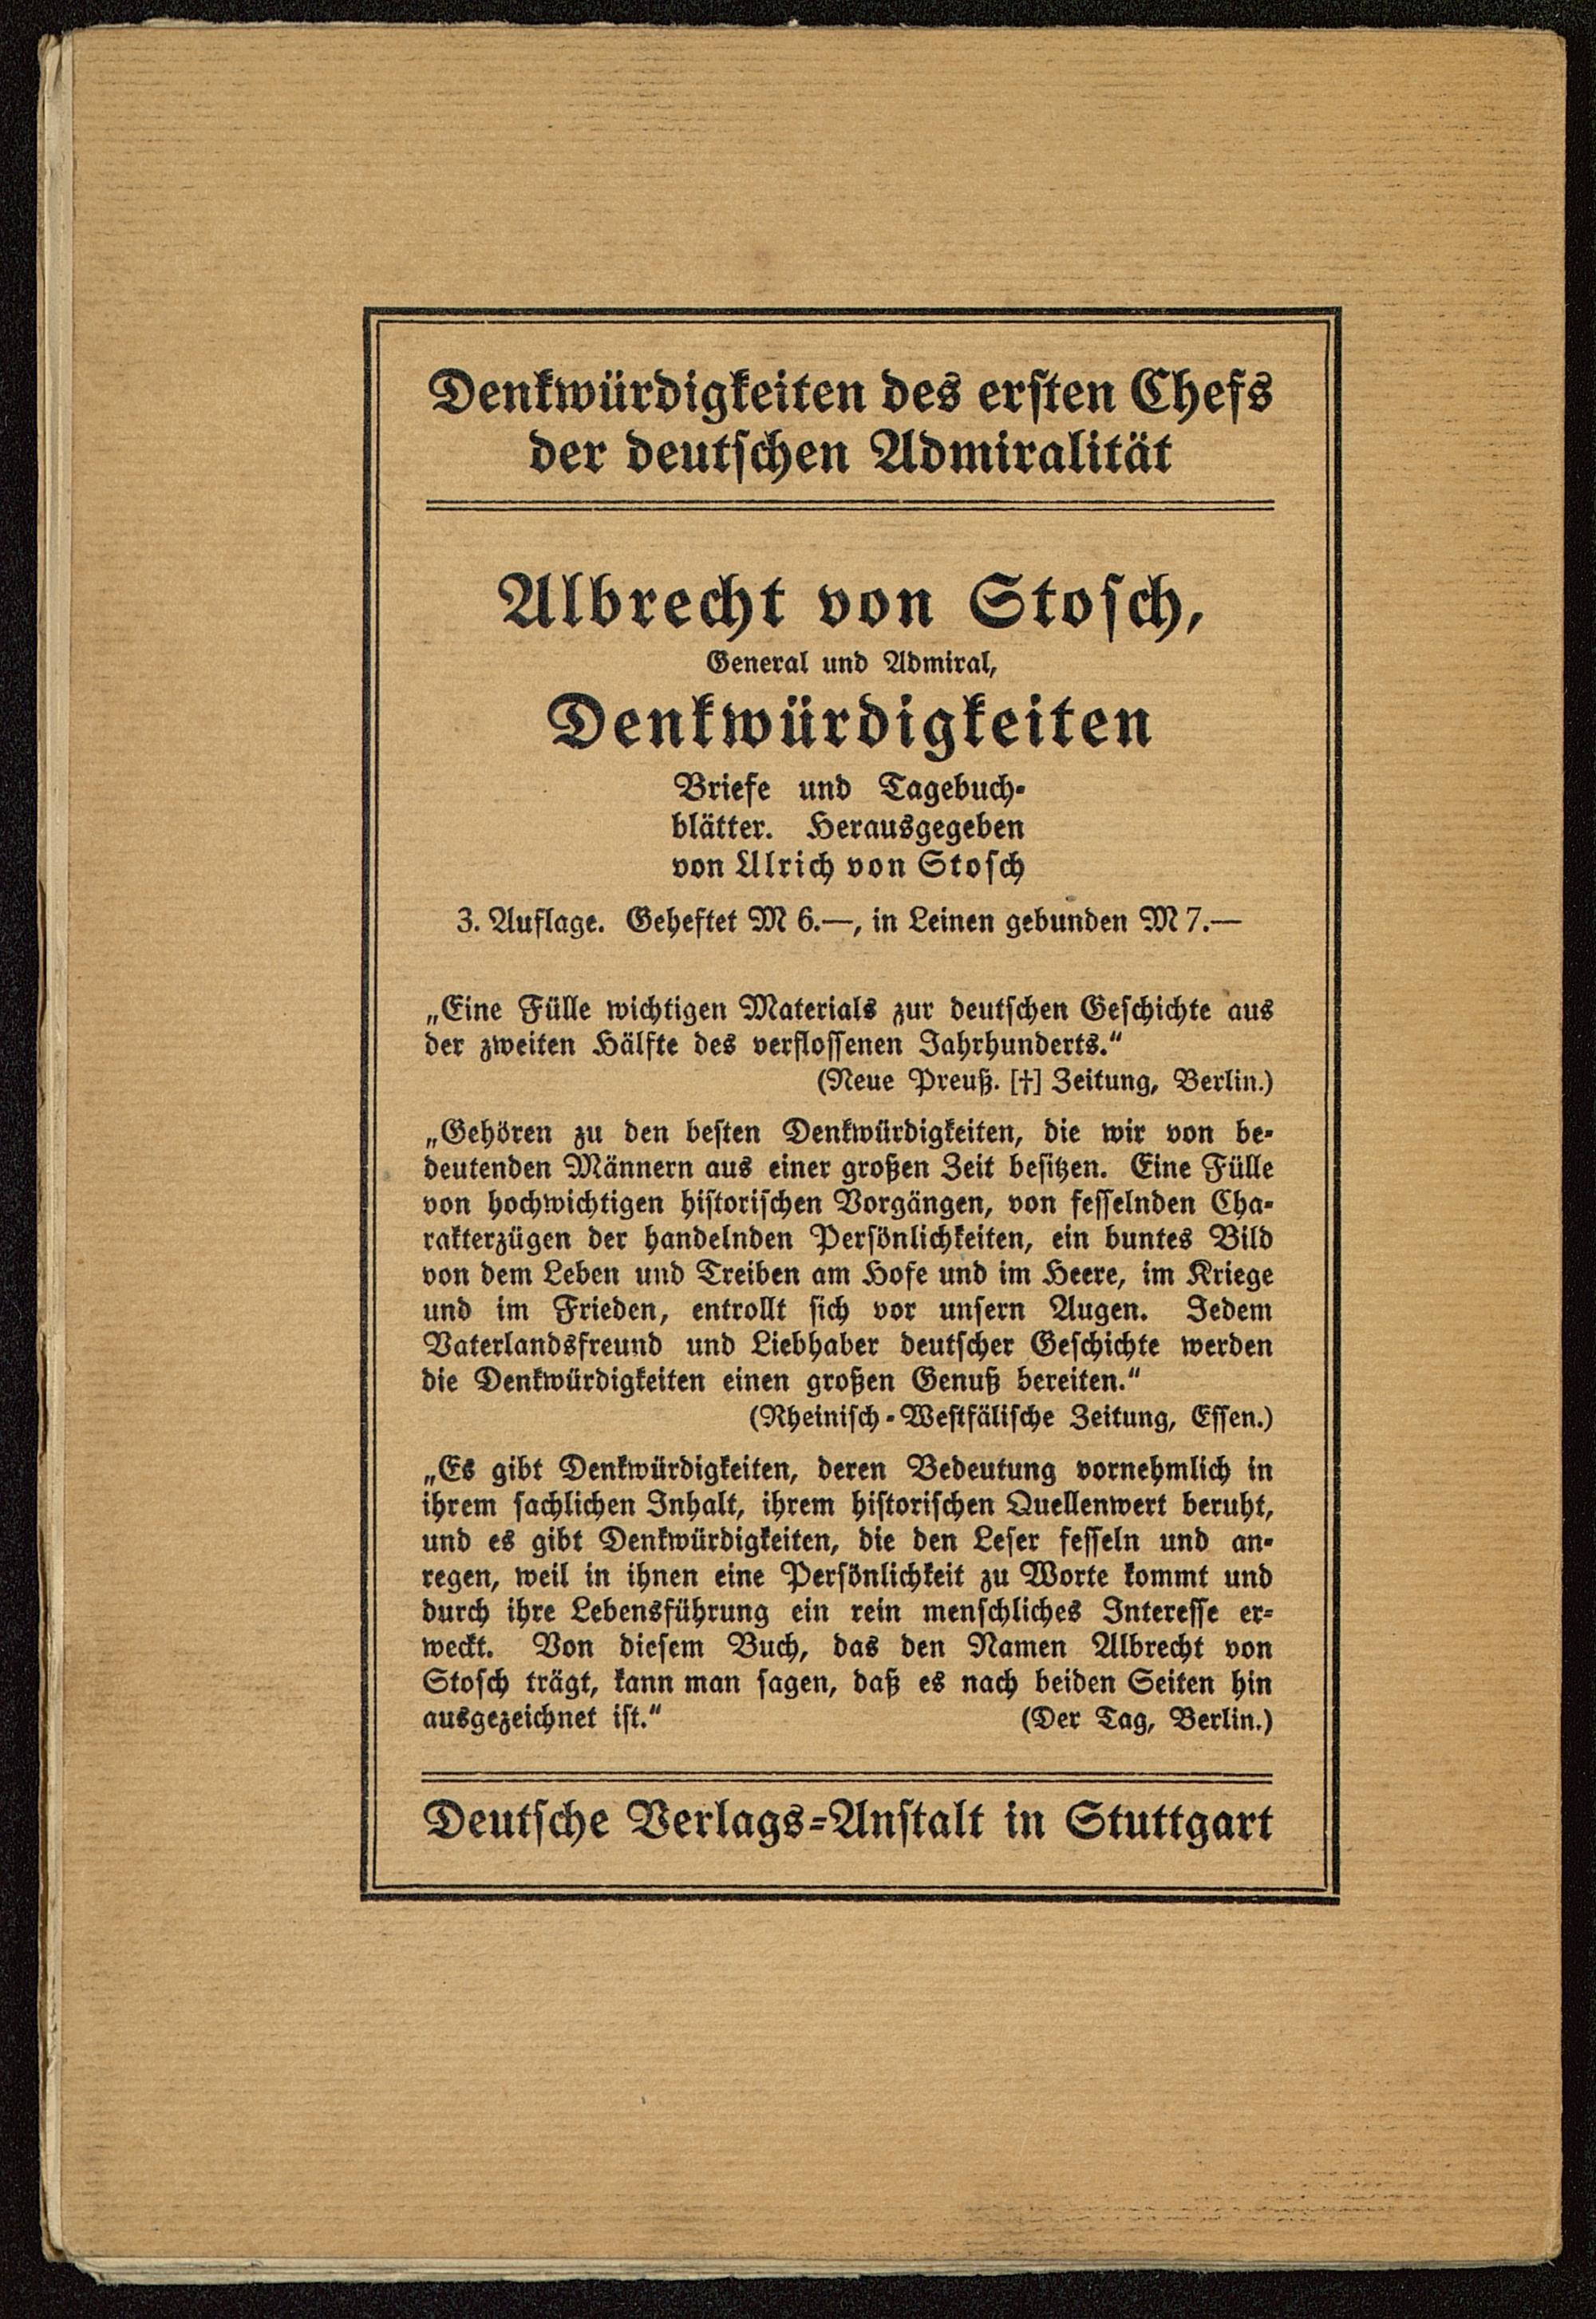 Denkwürdigkeiten des ersten Chefs
der deutschen Admiralität
Albrecht von Stosch,
General und Admiral,
Denkwürdigkeiten
Briefe und Tagebuch-
blätter. Herausgegeben
von Ulrich von Stosch
3. Auflage. Geheftet M 6.—, in Leinen gebunden M 7.—
„Eine Fülle wichtigen Materials zur deutschen Geschichte aus
der zweiten Hälfte des verflossenen Jahrhunderts.“
(Neue Preuß. [†] Zeitung, Berlin.)
„Gehören zu den besten Denkwürdigkeiten, die wir von be-
deutenden Männern aus einer großen Zeit besitzen. Eine Fülle
von hochwichtigen historischen Vorgängen, von fesselnden Cha-
rakterzügen der handelnden Persönlichkeiten, ein buntes Bild
von dem Leben und Treiben am Hofe und im Heere, im Kriege
und im Frieden, entrollt sich vor unsern Augen. Jedem
Vaterlandsfreund und Liebhaber deutscher Geschichte werden
die Denkwürdigkeiten einen großen Genuß bereiten.“
(Rheinisch-Westfälische Zeitung, Essen.)
„Es gibt Denkwürdigkeiten, deren Bedeutung vornehmlich in
ihrem sachlichen Inhalt, ihrem historischen Quellenwert beruht,
und es gibt Denkwürdigkeiten, die den Leser fesseln und an-
regen, weil in ihnen eine Persönlichkeit zu Worte kommt und
durch ihre Lebensführung ein rein menschliches Interesse er-
weckt. Von diesem Buch, das den Namen Albrecht von
Stosch trägt, kann man sagen, daß es nach beiden Seiten hin
ausgezeichnet ist.“ (Der Tag, Berlin.)
Deutsche Verlags-Anstalt in Stuttgart